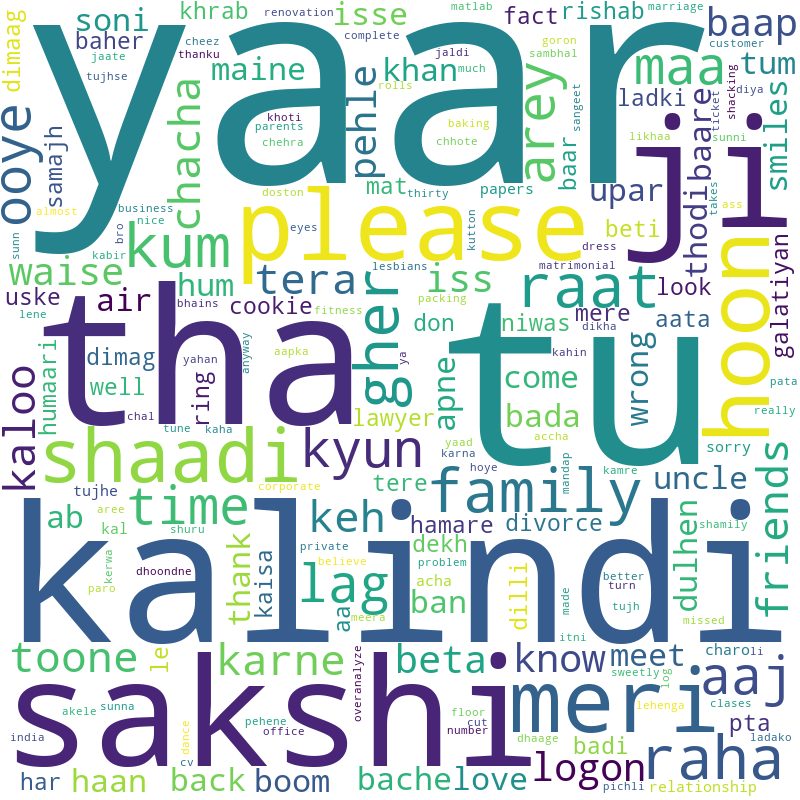 yaar
khrab
isse
fact
rishab
baap
soni
baher
maine
khan
maa
tum
dimaag
ooye
samajh
chacha
pehle
arey
ladki
baare
smiles
mat
baar
upar
ji
thodi
please
beti
kum
waise
hum
terar
iss
raat
look
hoon
galatiyan
uske
air
cookie
don
niwas
mere
aata
tha
tu
gher
dimag
ring
well
humaari
kaloo
apne
come
wrong
lawyer
bada
shaadi
kyun
time
family
uncle
friends
tujhe
tere
ab
keh
hamare
divorce
dulhen
kalindi
thank
kaisa
lag
aa
dekh
acha
ban
dilli
toone
le
karne
beta
know
meet
aaj
sakshi
meri
pta
raha
har
haan
back
boom
bache
love
logon
badi
relationship
renovation
cheez
complete
matlab
marriage
jaate
tujhse
thanku
much
jaldi
goron
sambhal
customer
diya
shacking
rolls
khoti
parents
baking
sangeet
ticket
likhaa
sunni
chehra
chhote
doston
thirty
papers
takes
ass
almost
business
nice
bro
eyes
kutton
dress
sunn
kabir
lesbians
matrimonial
bhains
packing
fitness
lene
yahan
anyway
aapka
ya
dikha
kahin
pata
chal
tune
kaha
yaad
karna
accha
hoye
really
sorry
mandap
kamre
corporate
aree
kal
shuru
private
believe
problem
shamily
kerwa
dhoondne
paro
meera
made
better
turn
tujh
itni
missed
charo
li
akele
sunna
pehene
office
overanalyze
floor
cut
number
sweetly
log
lehenga
clases
india
cv
dance
dhaage
ladako
pichli